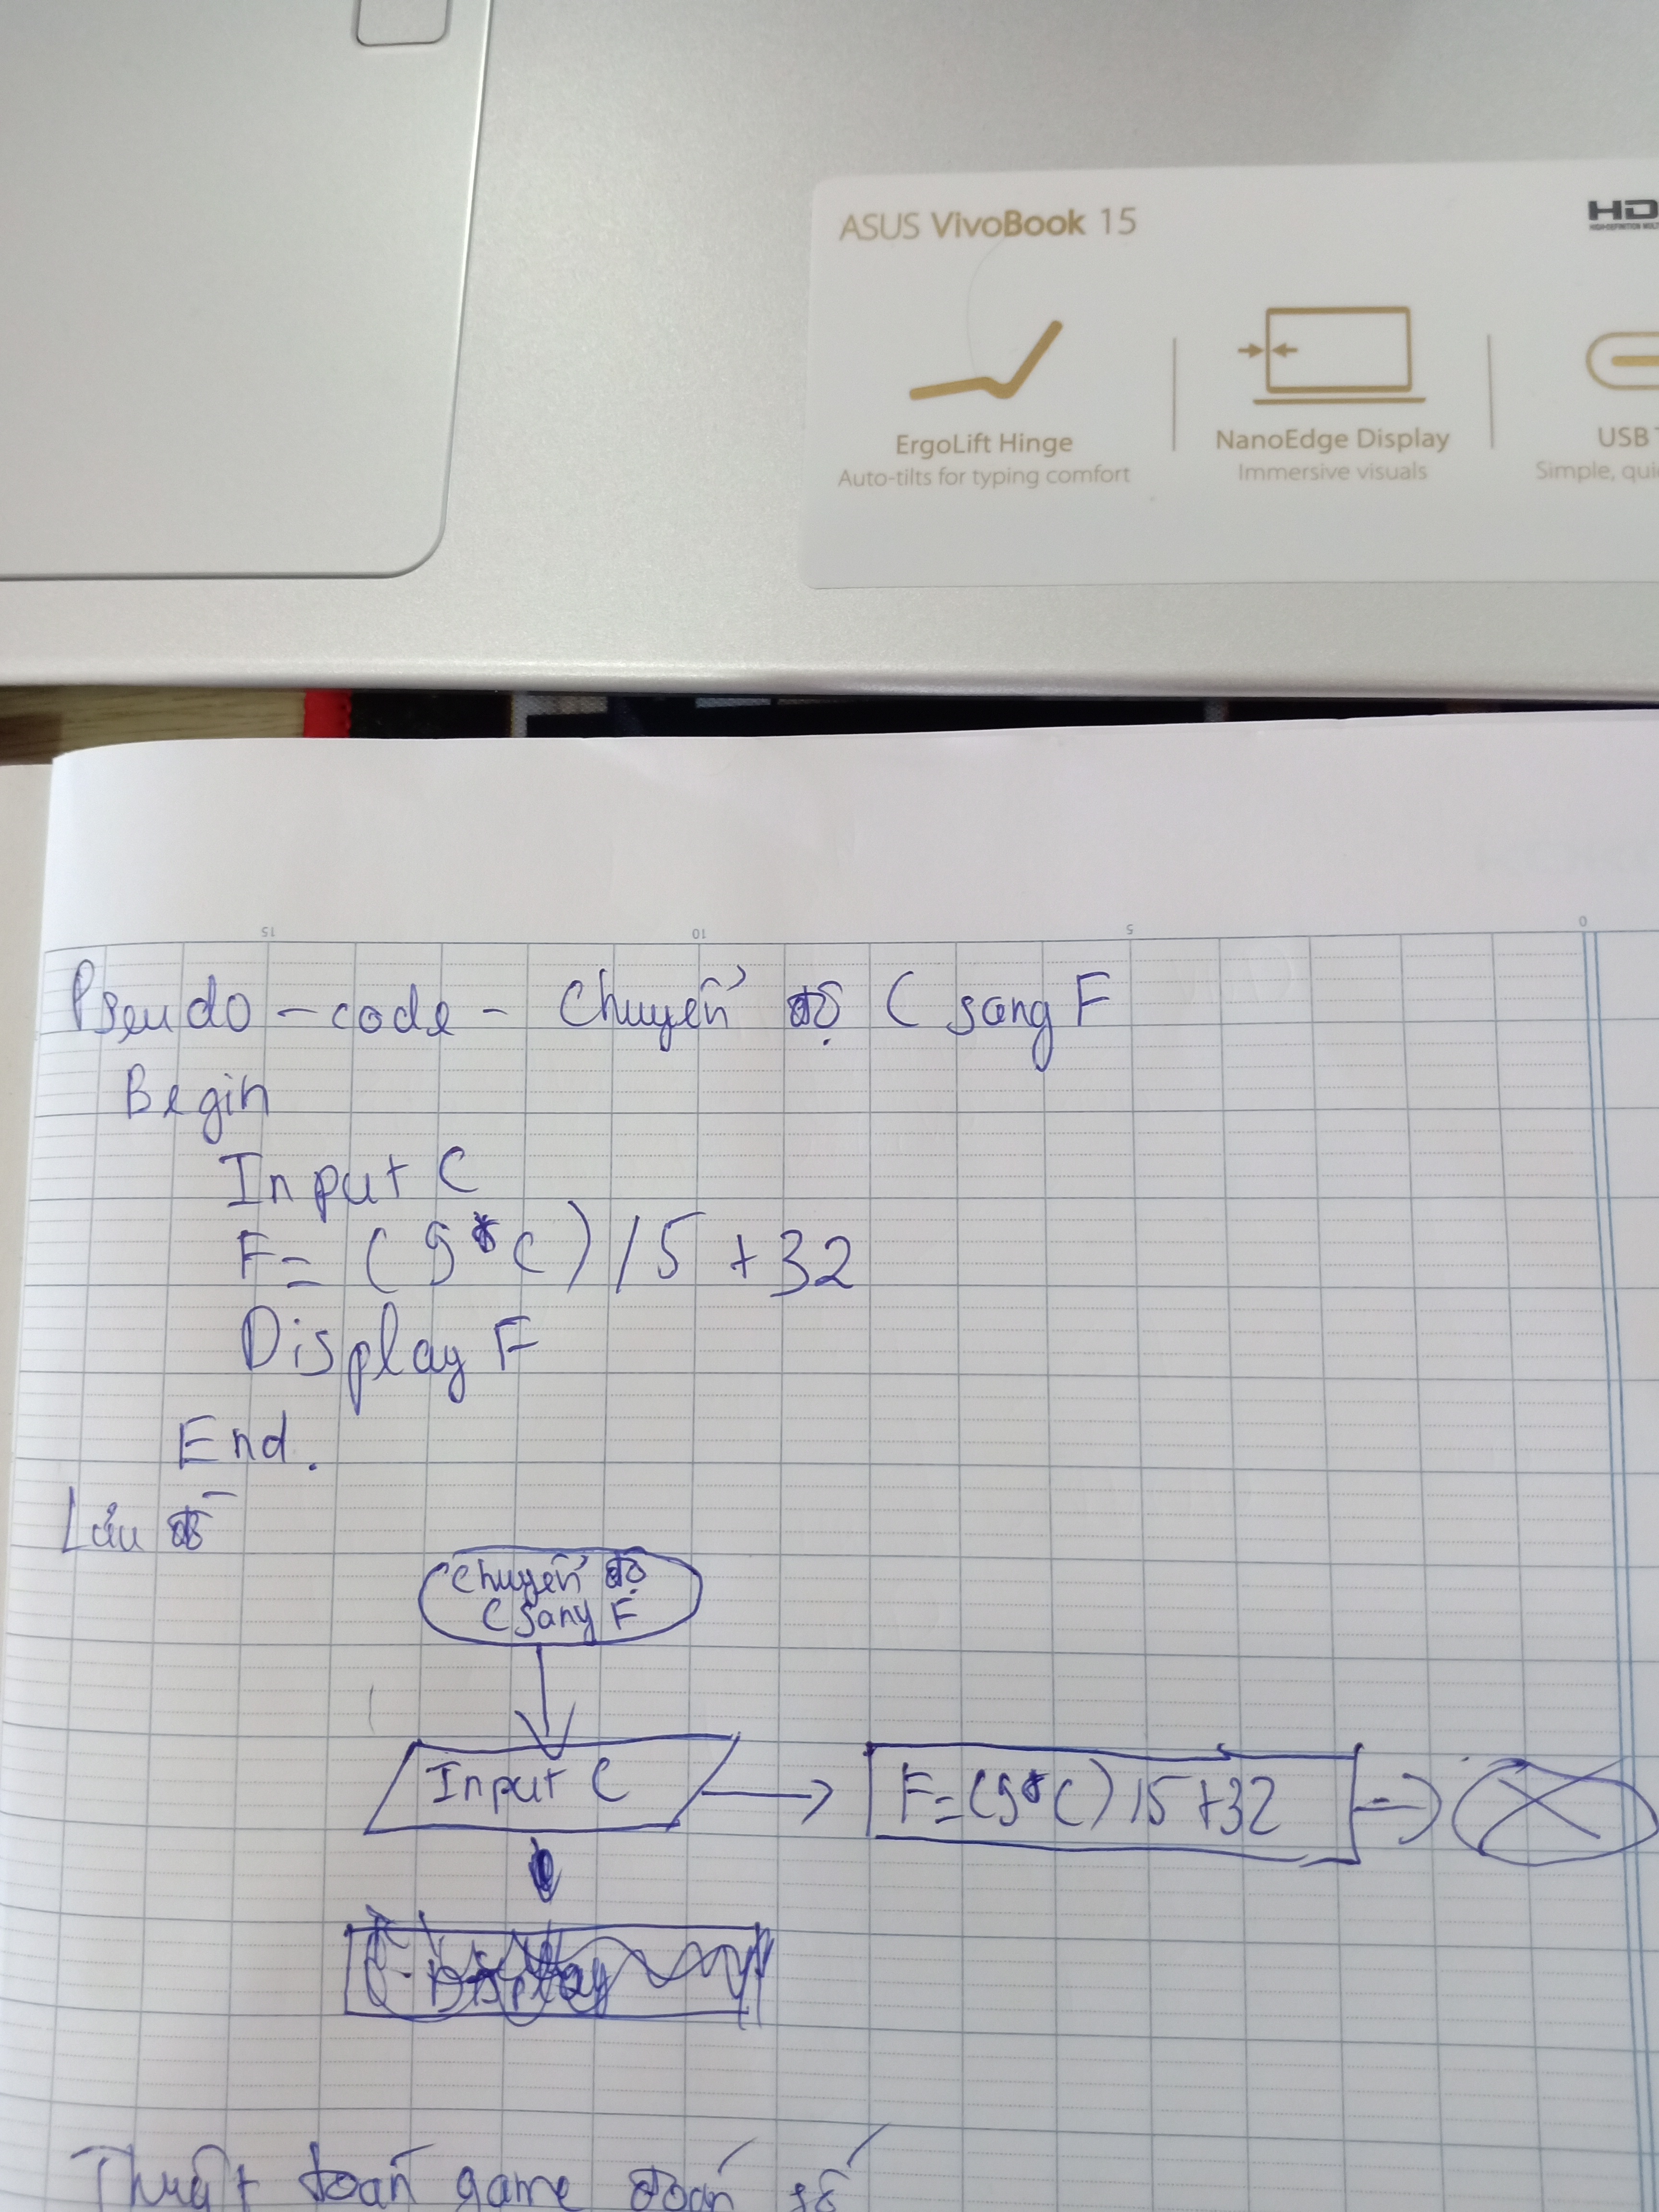 ASUS VivoBook 15
HD
ErgoLift Hinge
Auto-tilts for typing comfort
NanoEdge Display
Immersive visuals
USB
Simple,
15 10 5 0
Pseudo-code - Chuyển độ C sang F
Begin
Input C
F = (9*C)/5 + 32
Display F
End.
Lưu đồ
Chuyển độ
C sang F
Input C
F=(9*C)/5+32
Display
Thuật toán game đoán số